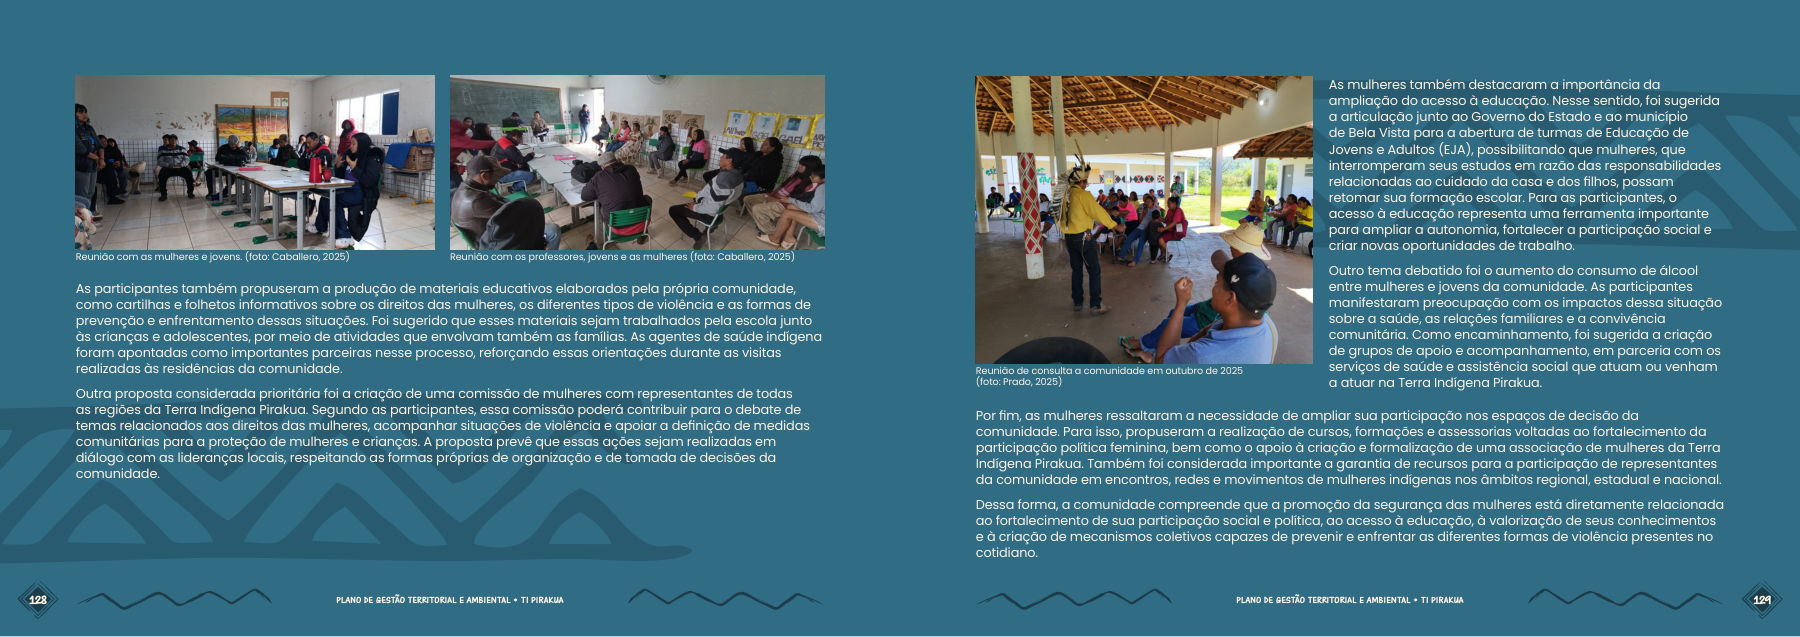 Reunião com as mulheres e jovens. (foto: Caballero, 2025)
Reunião com os professores, jovens e as mulheres (foto: Caballero, 2025)
As participantes também propuseram a produção de materiais educativos elaborados pela própria comunidade,
como cartilhas e folhetos informativos sobre os direitos das mulheres, os diferentes tipos de violência e as formas de
prevenção e enfrentamento dessas situações. Foi sugerido que esses materiais sejam trabalhados pela escola junto
às crianças e adolescentes, por meio de atividades que envolvam também as famílias. As agentes de saúde indígena
foram apontadas como importantes parceiras nesse processo, reforçando essas orientações durante as visitas
realizadas às residências da comunidade.
Outra proposta considerada prioritária foi a criação de uma comissão de mulheres com representantes de todas
as regiões da Terra Indígena Pirakua. Segundo as participantes, essa comissão poderá contribuir para o debate de
temas relacionados aos direitos das mulheres, acompanhar situações de violência e apoiar a definição de medidas
comunitárias para a proteção de mulheres e crianças. A proposta prevê que essas ações sejam realizadas em
diálogo com as lideranças locais, respeitando as formas próprias de organização e de tomada de decisões da
comunidade.
128
PLANO DE GESTÃO TERRITORIAL E AMBIENTAL • TI PIRAKUA
Reunião de consulta a comunidade em outubro de 2025
(foto: Prado, 2025)
As mulheres também destacaram a importância da
ampliação do acesso à educação. Nesse sentido, foi sugerida
a articulação junto ao Governo do Estado e ao município
de Bela Vista para a abertura de turmas de Educação de
Jovens e Adultos (EJA), possibilitando que mulheres, que
interromperam seus estudos em razão das responsabilidades
relacionadas ao cuidado da casa e dos filhos, possam
retomar sua formação escolar. Para as participantes, o
acesso à educação representa uma ferramenta importante
para ampliar a autonomia, fortalecer a participação social e
criar novas oportunidades de trabalho.
Outro tema debatido foi o aumento do consumo de álcool
entre mulheres e jovens da comunidade. As participantes
manifestaram preocupação com os impactos dessa situação
sobre a saúde, as relações familiares e a convivência
comunitária. Como encaminhamento, foi sugerida a criação
de grupos de apoio e acompanhamento, em parceria com os
serviços de saúde e assistência social que atuam ou venham
a atuar na Terra Indígena Pirakua.
Por fim, as mulheres ressaltaram a necessidade de ampliar sua participação nos espaços de decisão da
comunidade. Para isso, propuseram a realização de cursos, formações e assessorias voltadas ao fortalecimento da
participação política feminina, bem como o apoio à criação e formalização de uma associação de mulheres da Terra
Indígena Pirakua. Também foi considerada importante a garantia de recursos para a participação de representantes
da comunidade em encontros, redes e movimentos de mulheres indígenas nos âmbitos regional, estadual e nacional.
Dessa forma, a comunidade compreende que a promoção da segurança das mulheres está diretamente relacionada
ao fortalecimento de sua participação social e política, ao acesso à educação, à valorização de seus conhecimentos
e à criação de mecanismos coletivos capazes de prevenir e enfrentar as diferentes formas de violência presentes no
cotidiano.
PLANO DE GESTÃO TERRITORIAL E AMBIENTAL • TI PIRAKUA
129